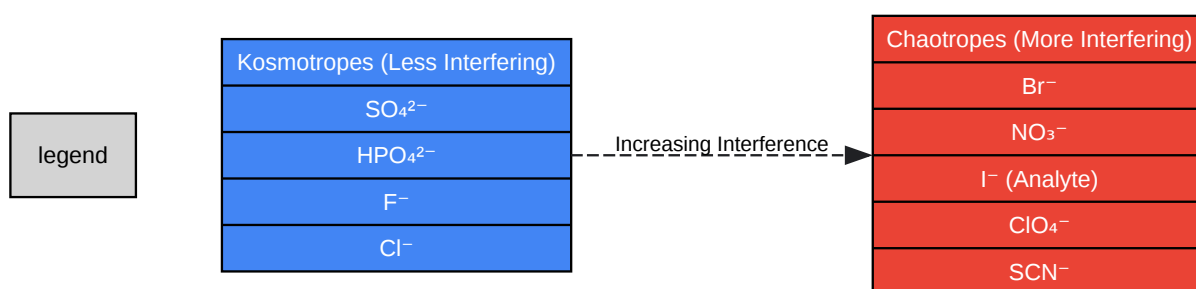 legend
Kosmotropes (Less Interfering)
SO₄²⁻
HPO₄²⁻
F⁻
Cl⁻
Increasing Interference
Chaotropes (More Interfering)
Br⁻
NO₃⁻
I⁻ (Analyte)
ClO₄⁻
SCN⁻